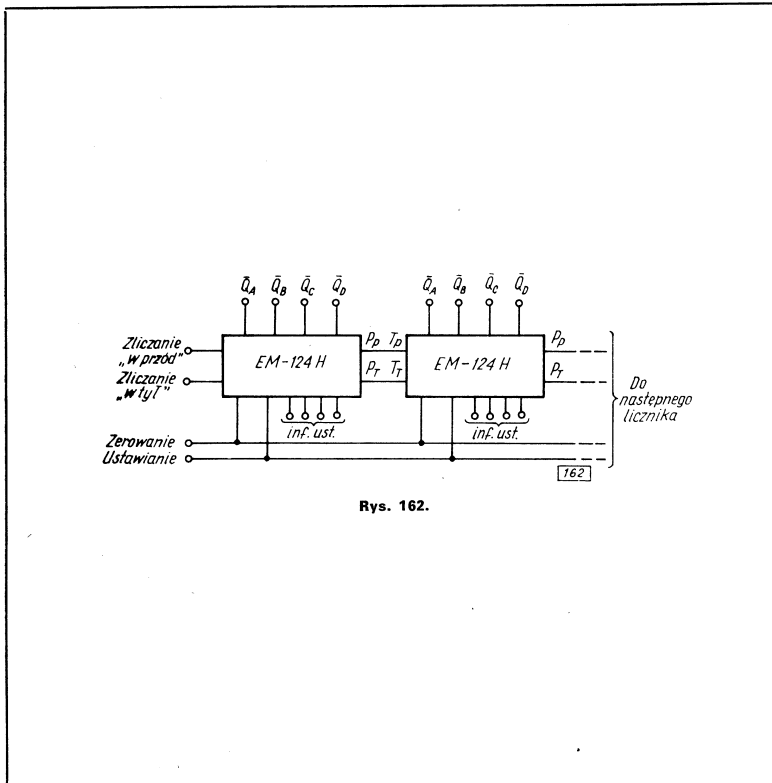 Q̄A Q̄B Q̄C Q̄D Q̄A Q̄B Q̄C Q̄D
Zliczanie
„w przód”
Zliczanie
„w tył”
EM-124 H
Pp Tp
PT TT
EM-124 H
Pp
PT
inf. ust.
inf. ust.
Do
nastepnego
licznika
Zerowanie
Ustawianie
162
Rys. 162.